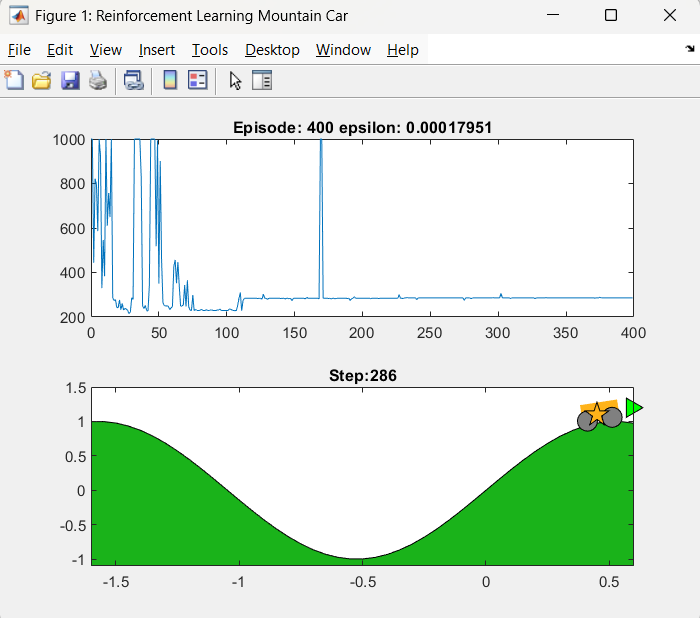 Figure 1: Reinforcement Learning Mountain Car
File Edit View Insert Tools Desktop Window Help
Episode: 400 epsilon: 0.00017951
1000
800
600
400
200
0 50 100 150 200 250 300 350 400
Step:286
1.5
1
0.5
0
-0.5
-1
-1.5 -1 -0.5 0 0.5